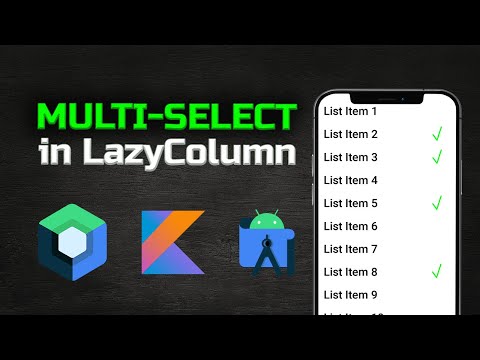 MULTI-SELECT
in LazyColumn
List Item 1
List Item 2
List Item 3
List Item 4
List Item 5
List Item 6
List Item 7
List Item 8
List Item 9